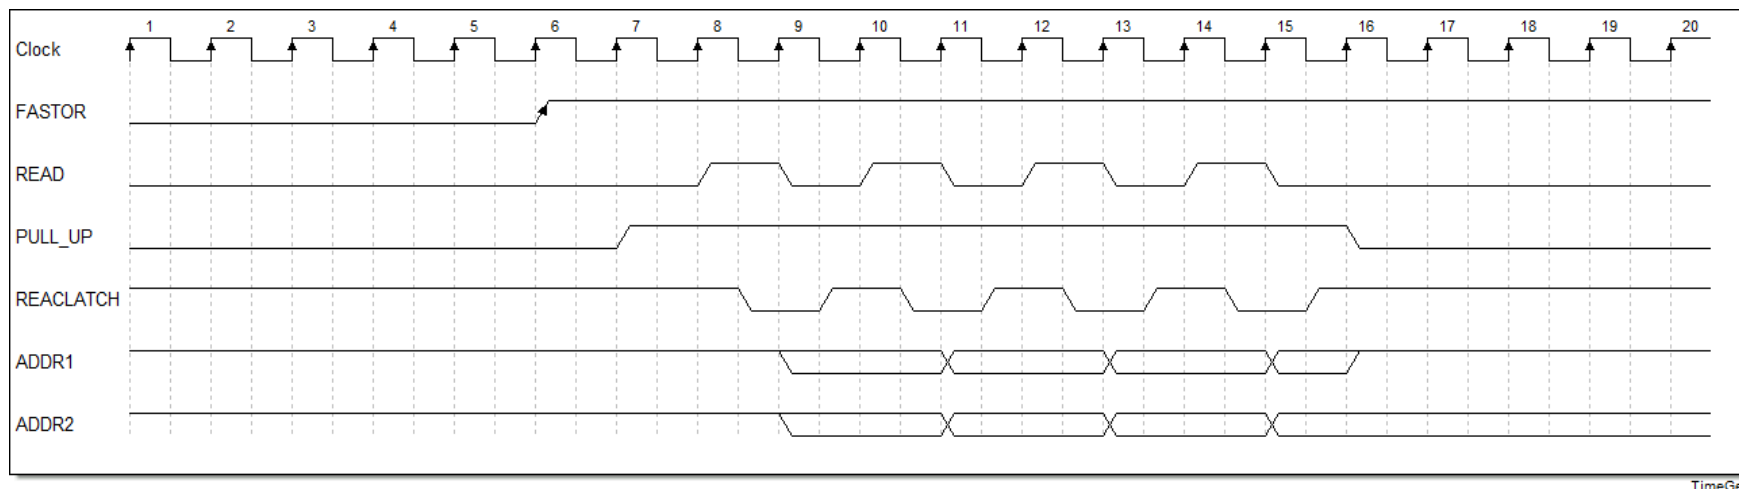 1 2 3 4 5 6 7 8 9 10 11 12 13 14 15 16 17 18 19 20
Clock
FASTOR
READ
PULL_UP
REACLATCH
ADDR1
ADDR2
TimeGe